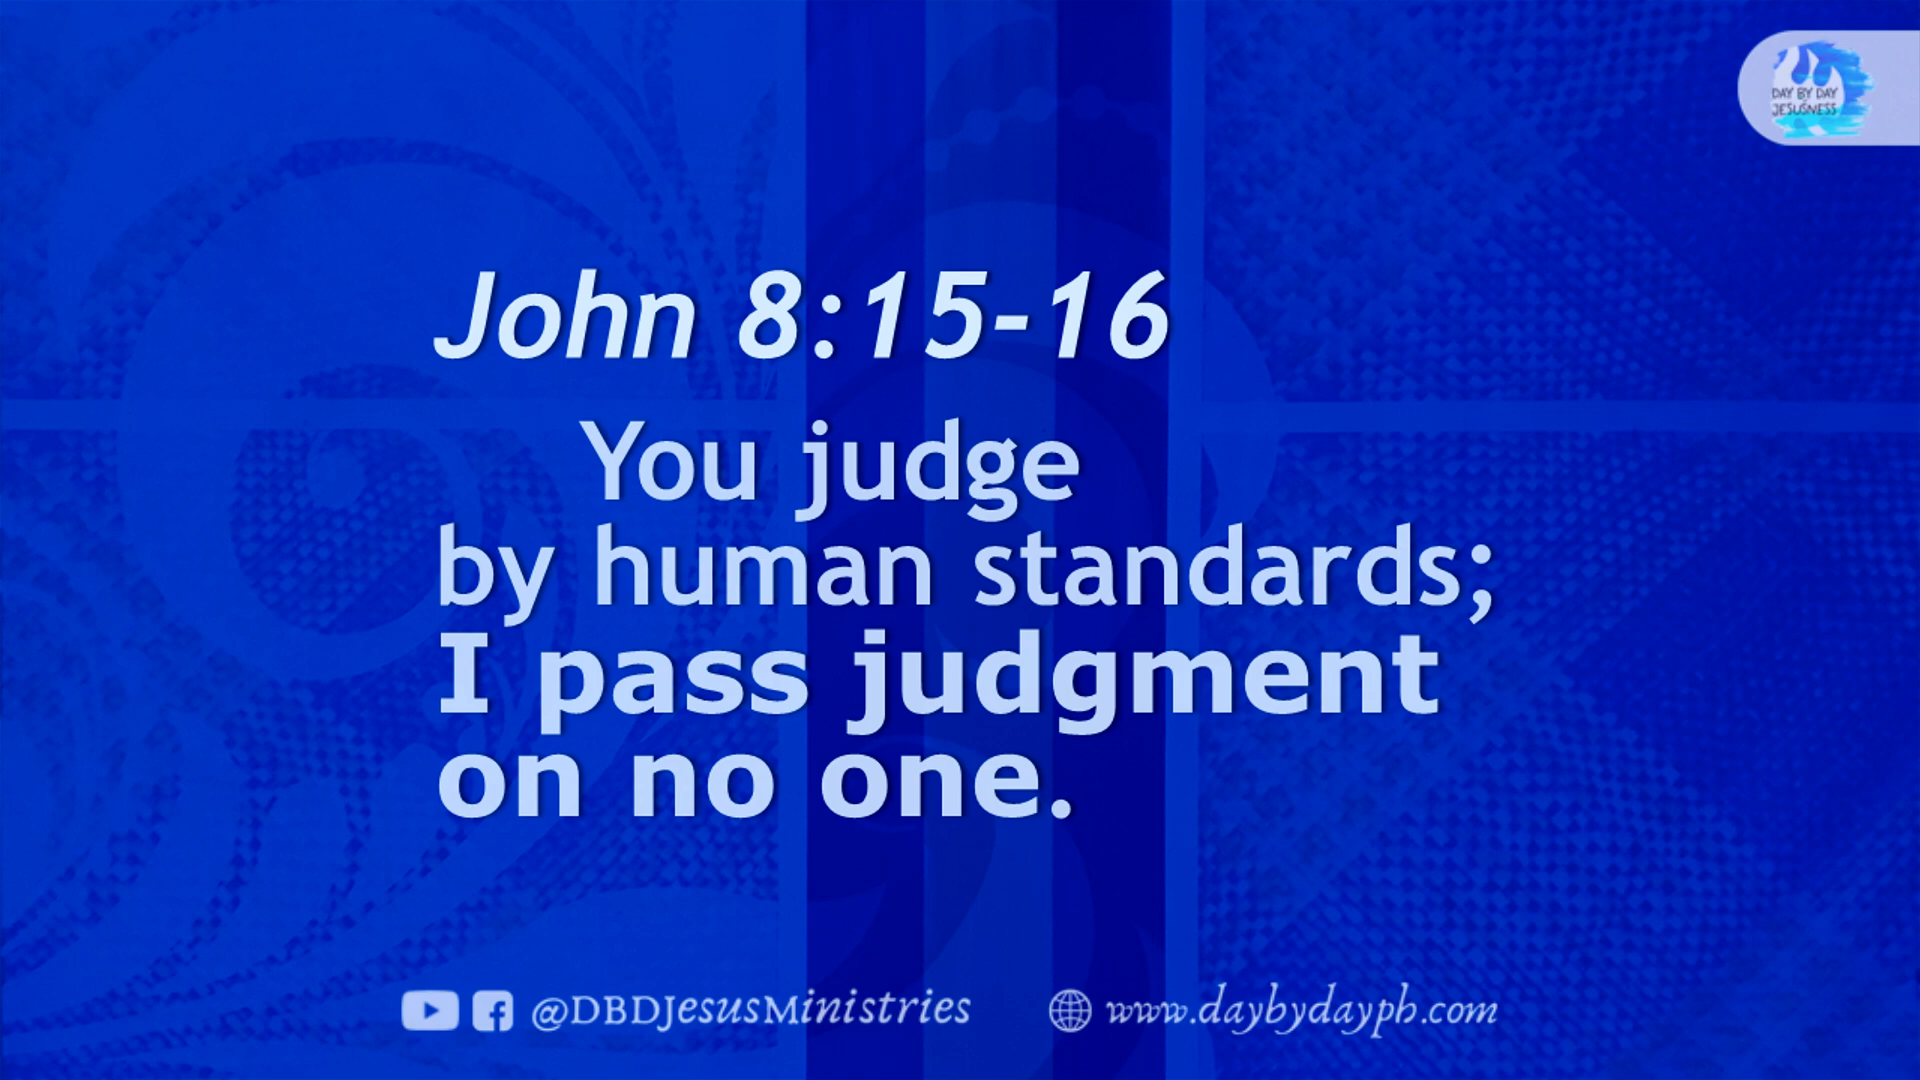 DAY BY DAY
JESUSNESS
John 8:15-16
You judge
by human standards;
I pass judgment
on no one.
@DBDJesusMinistries
www.daybydayph.com